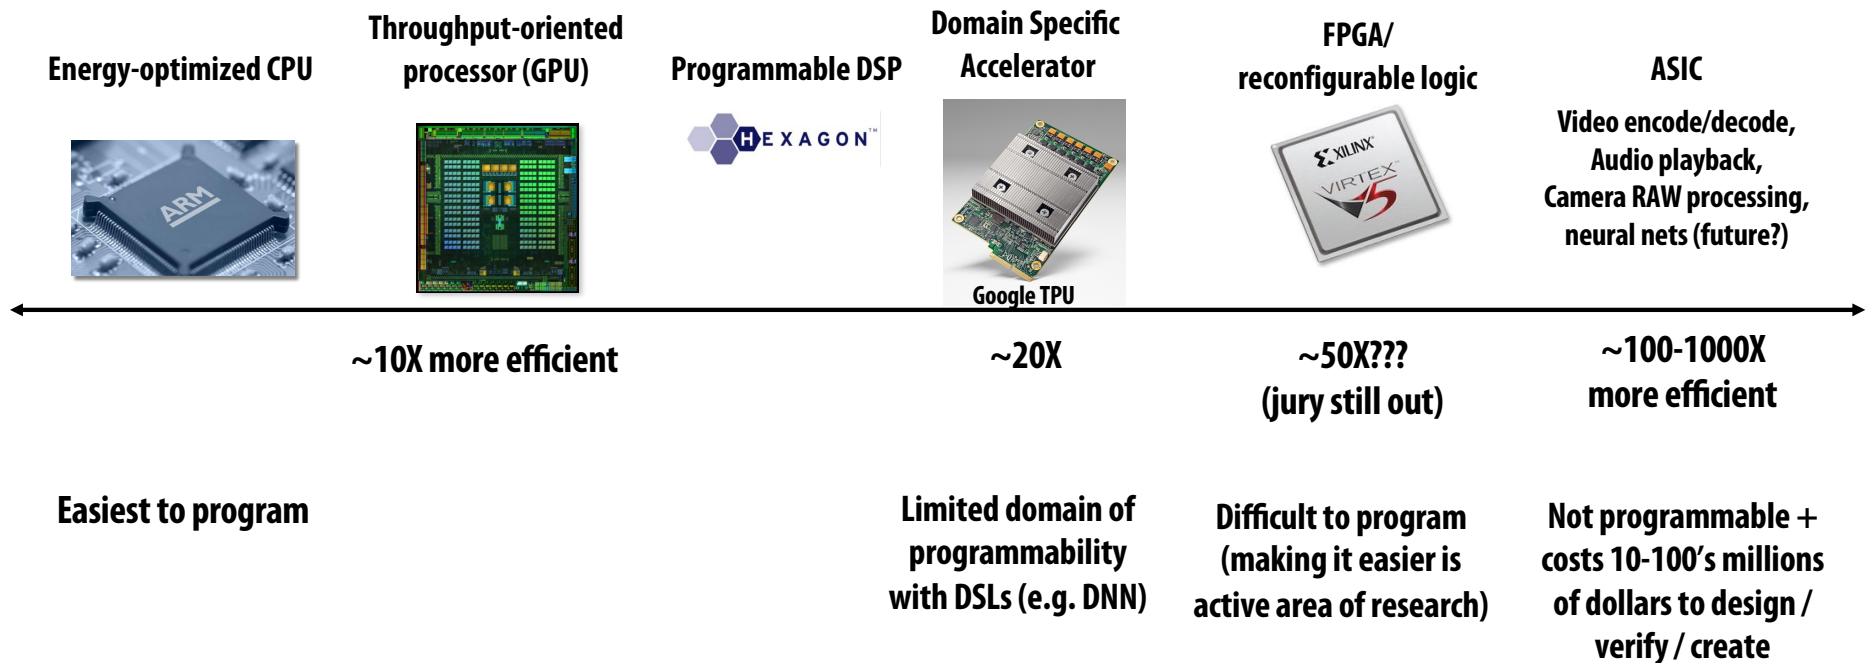 Energy-optimized CPU
Throughput-oriented
processor (GPU)
Programmable DSP
Domain Specific
Accelerator
FPGA/
reconfigurable logic
ASIC
ARM
HEXAGON™
Google TPU
XILINX®
VIRTEX™
5
Video encode/decode,
Audio playback,
Camera RAW processing,
neural nets (future?)
~10X more efficient
~20X
~50X???
(jury still out)
~100-1000X
more efficient
Easiest to program
Limited domain of
programmability
with DSLs (e.g. DNN)
Difficult to program
(making it easier is
active area of research)
Not programmable +
costs 10-100’s millions
of dollars to design /
verify / create